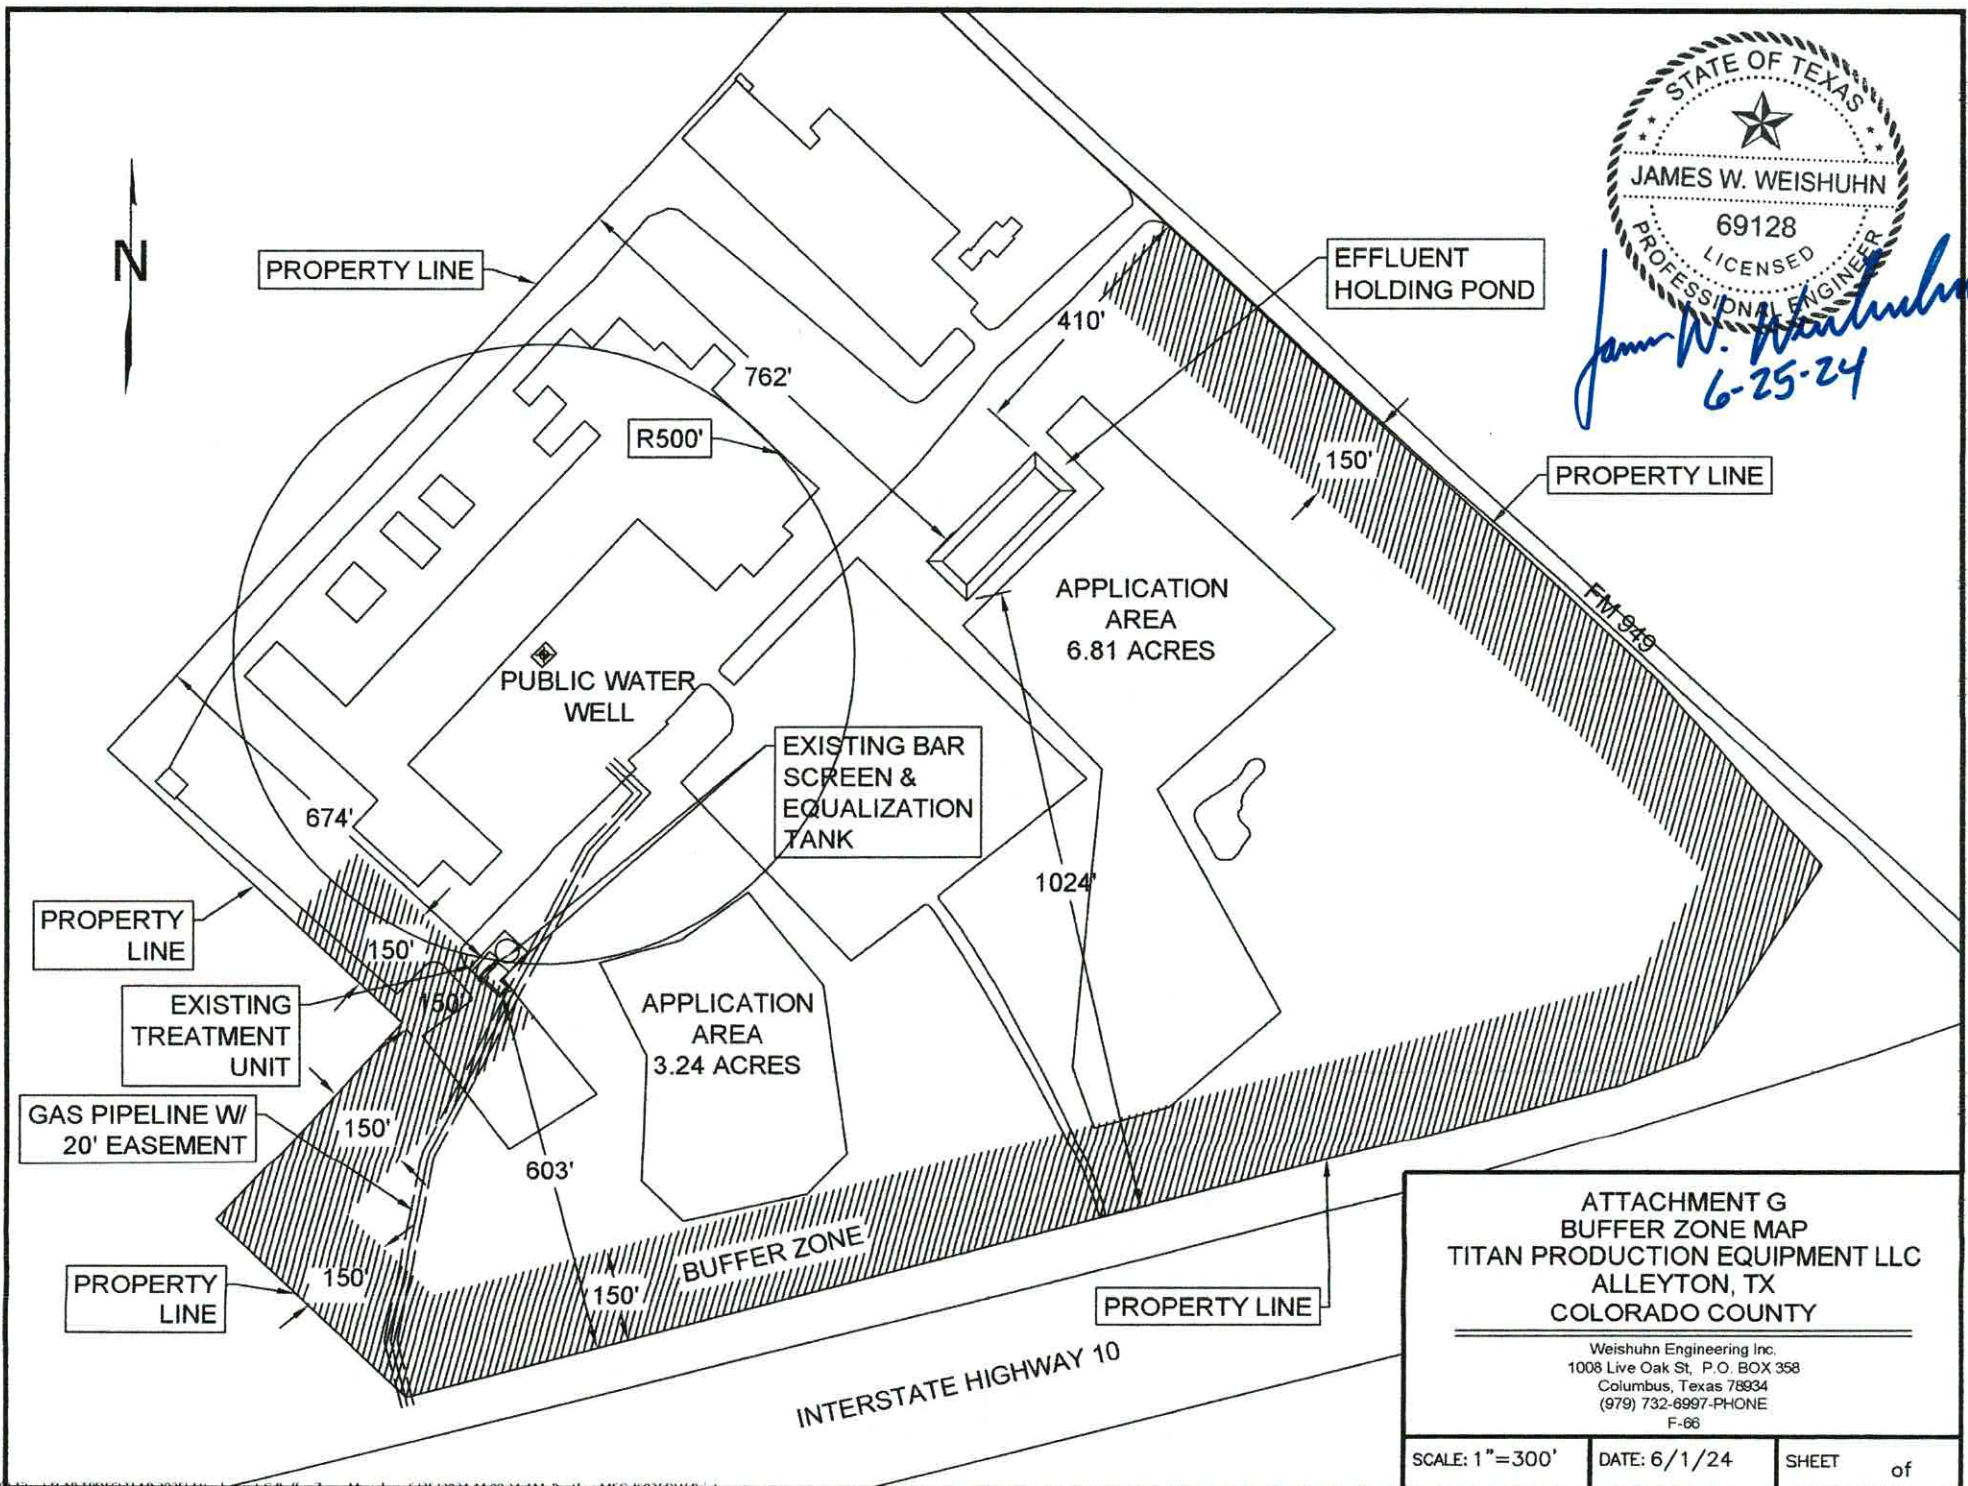 STATE OF TEXAS
JAMES W. WEISHUHN
69128
LICENSED
PROFESSIONAL ENGINEER
James W. Weishuhn
6-25-24
N
PROPERTY LINE
EFFLUENT
HOLDING POND
410'
762'
R500'
150'
PROPERTY LINE
APPLICATION
AREA
6.81 ACRES
FM 949
PUBLIC WATER
WELL
EXISTING BAR
SCREEN &
EQUALIZATION
TANK
674'
1024'
PROPERTY
LINE
150'
150'
EXISTING
TREATMENT
UNIT
APPLICATION
AREA
3.24 ACRES
GAS PIPELINE W/
20' EASEMENT
150'
603'
BUFFER ZONE
PROPERTY
LINE
150'
150'
PROPERTY LINE
INTERSTATE HIGHWAY 10
ATTACHMENT G
BUFFER ZONE MAP
TITAN PRODUCTION EQUIPMENT LLC
ALLEYTON, TX
COLORADO COUNTY
Weishuhn Engineering Inc.
1008 Live Oak St, P.O. BOX 358
Columbus, Texas 78934
(979) 732-6997-PHONE
F-66
SCALE: 1"=300'
DATE: 6/1/24
SHEET of